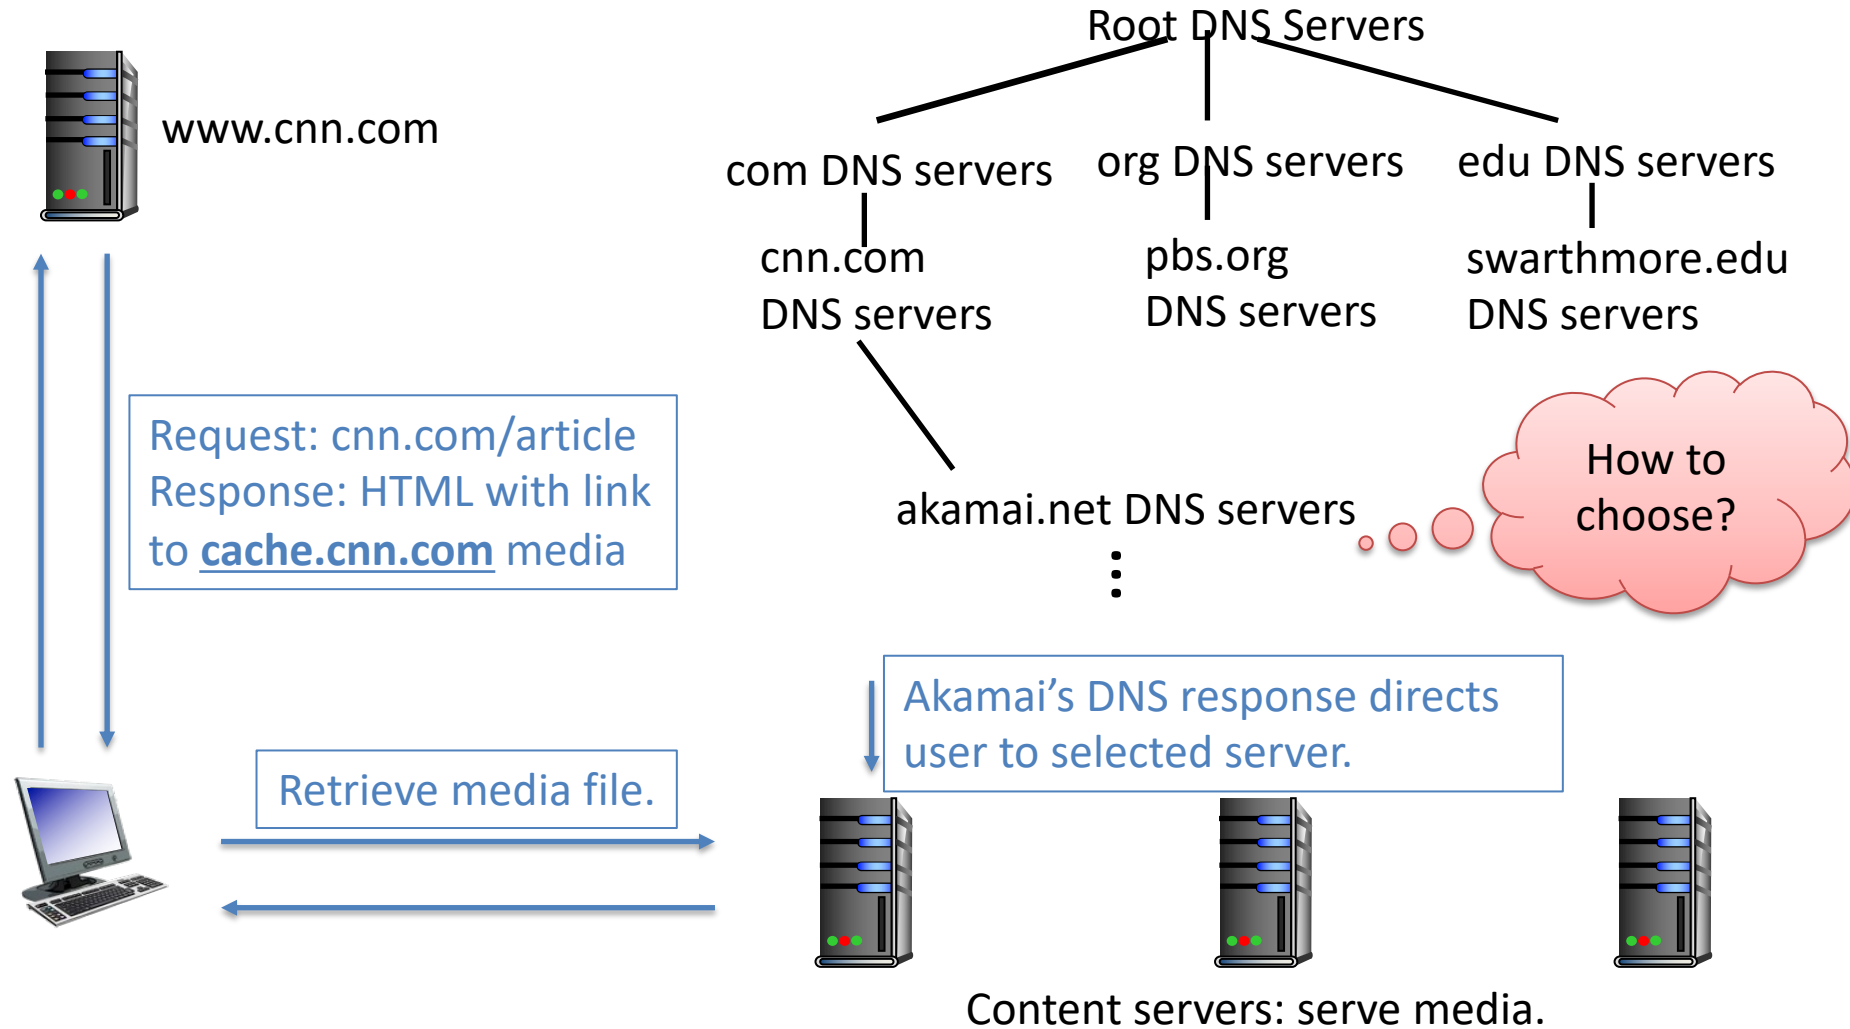 Root DNS Servers
www.cnn.com
com DNS servers
org DNS servers
edu DNS servers
cnn.com
DNS servers
pbs.org
DNS servers
swarthmore.edu
DNS servers
Request: cnn.com/article
Response: HTML with link
to cache.cnn.com media
How to
choose?
akamai.net DNS servers
Akamai’s DNS response directs
user to selected server.
Retrieve media file.
Content servers: serve media.